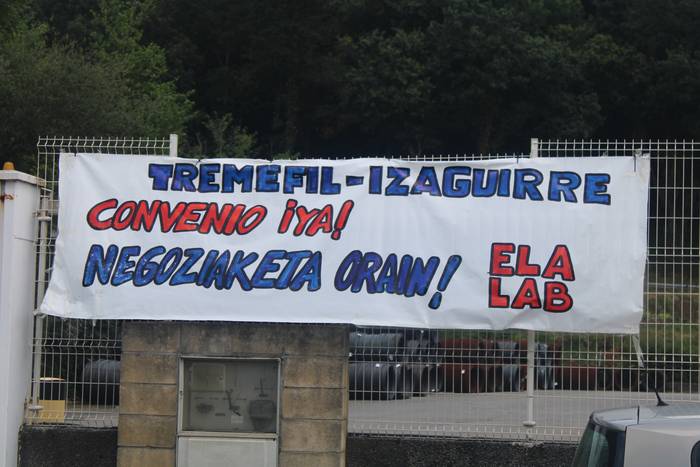 TREMEFIL-IZAGUIRRE
CONVENIO ¡YA!
NEGOZIAKETA ORAIN!
ELA
LAB